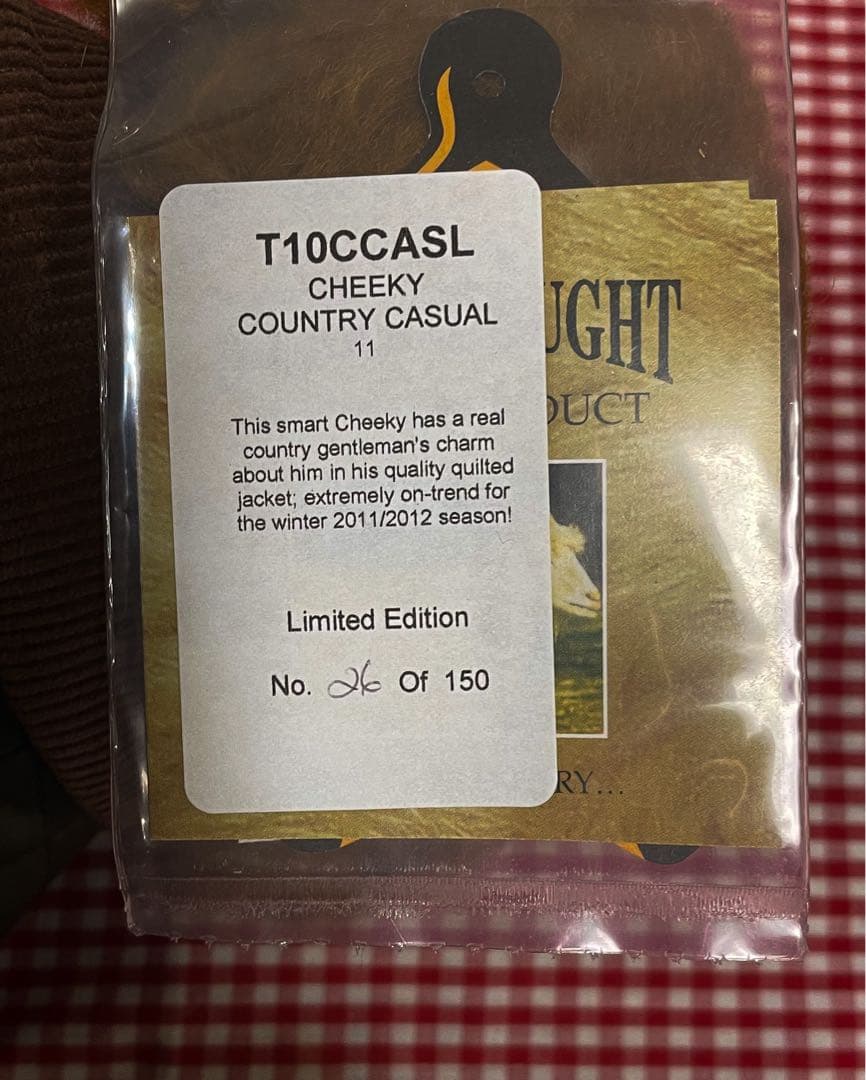 T10CCASL
CHEEKY
COUNTRY CASUAL
11
This smart Cheeky has a real
country gentleman's charm
about him in his quality quilted
jacket; extremely on-trend for
the winter 2011/2012 season!
Limited Edition
No. 26 Of 150
UGHT
DUCT
RY...